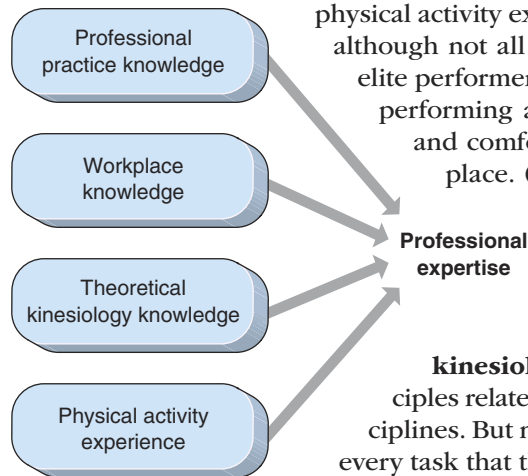 Professional
practice knowledge
Workplace
knowledge
Theoretical
kinesiology knowledge
Physical activity
experience
Professional
expertise
physical activity ex
although not all
elite performer
performing a
and comfo
place.
kinesiol
ciples relate
ciplines. But n
every task that t